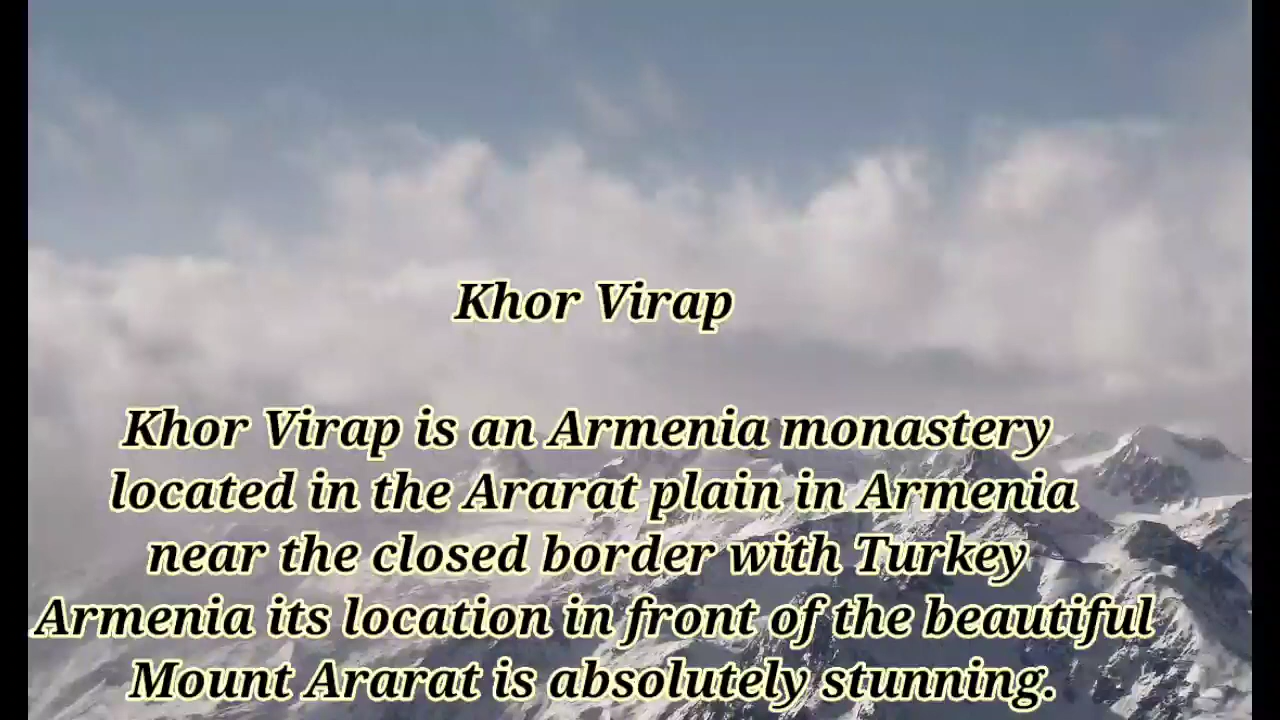 Khor Virap
Khor Virap is an Armenia monastery
located in the Ararat plain in Armenia
near the closed border with Turkey
Armenia its location in front of the beautiful
Mount Ararat is absolutely stunning.